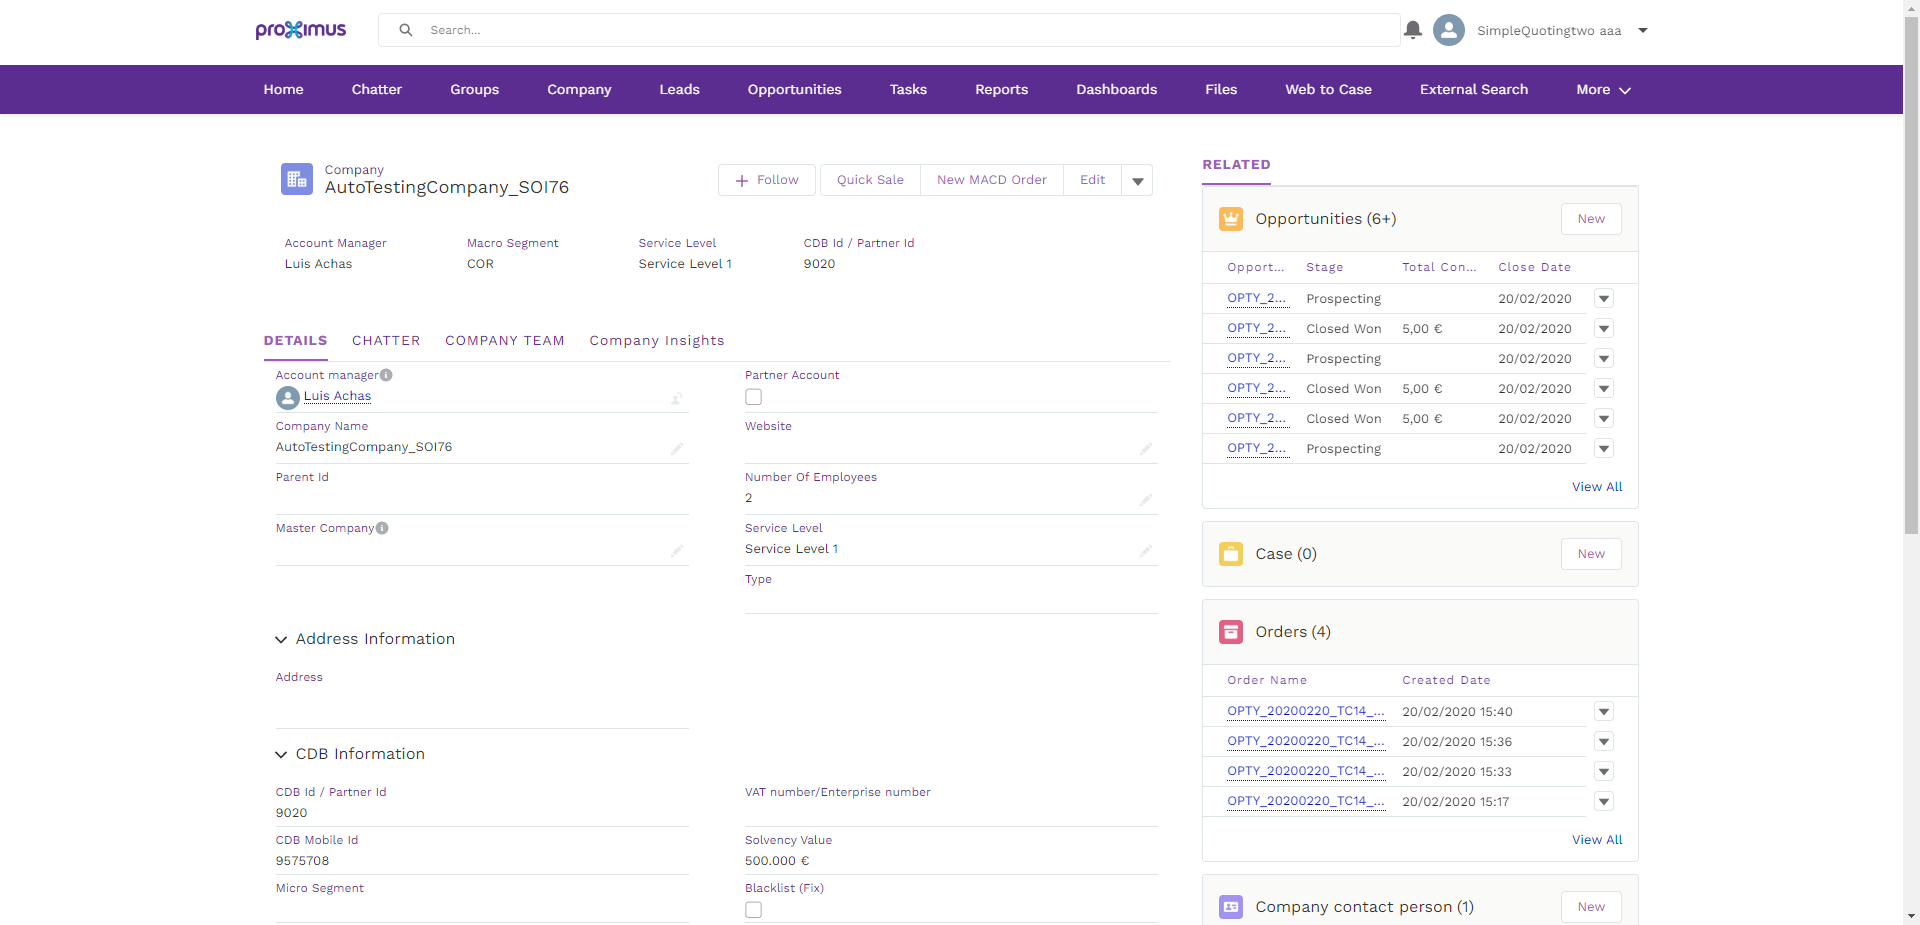 proximus
Search...
SimpleQuotingtwo aaa
Home Chatter Groups Company Leads Opportunities Tasks Reports Dashboards Files Web to Case External Search More
Company
AutoTestingCompany_SOI76
Follow Quick Sale New MACD Order Edit
Account Manager Macro Segment Service Level CDB Id / Partner Id
Luis Achas COR Service Level 1 9020
DETAILS CHATTER COMPANY TEAM Company Insights
Account manager Partner Account
Luis Achas
Company Name Website
AutoTestingCompany_SOI76
Parent Id Number Of Employees
2
Master Company Service Level
Service Level 1
Type
Address Information
Address
CDB Information
CDB Id / Partner Id VAT number/Enterprise number
9020
CDB Mobile Id Solvency Value
9575708 500.000 €
Micro Segment Blacklist (Fix)
RELATED
Opportunities (6+) New
Opport... Stage Total Con... Close Date
OPTY_2... Prospecting 20/02/2020
OPTY_2... Closed Won 5,00 € 20/02/2020
OPTY_2... Prospecting 20/02/2020
OPTY_2... Closed Won 5,00 € 20/02/2020
OPTY_2... Closed Won 5,00 € 20/02/2020
OPTY_2... Prospecting 20/02/2020
View All
Case (0) New
Orders (4)
Order Name Created Date
OPTY_20200220_TC14_... 20/02/2020 15:40
OPTY_20200220_TC14_... 20/02/2020 15:36
OPTY_20200220_TC14_... 20/02/2020 15:33
OPTY_20200220_TC14_... 20/02/2020 15:17
View All
Company contact person (1) New